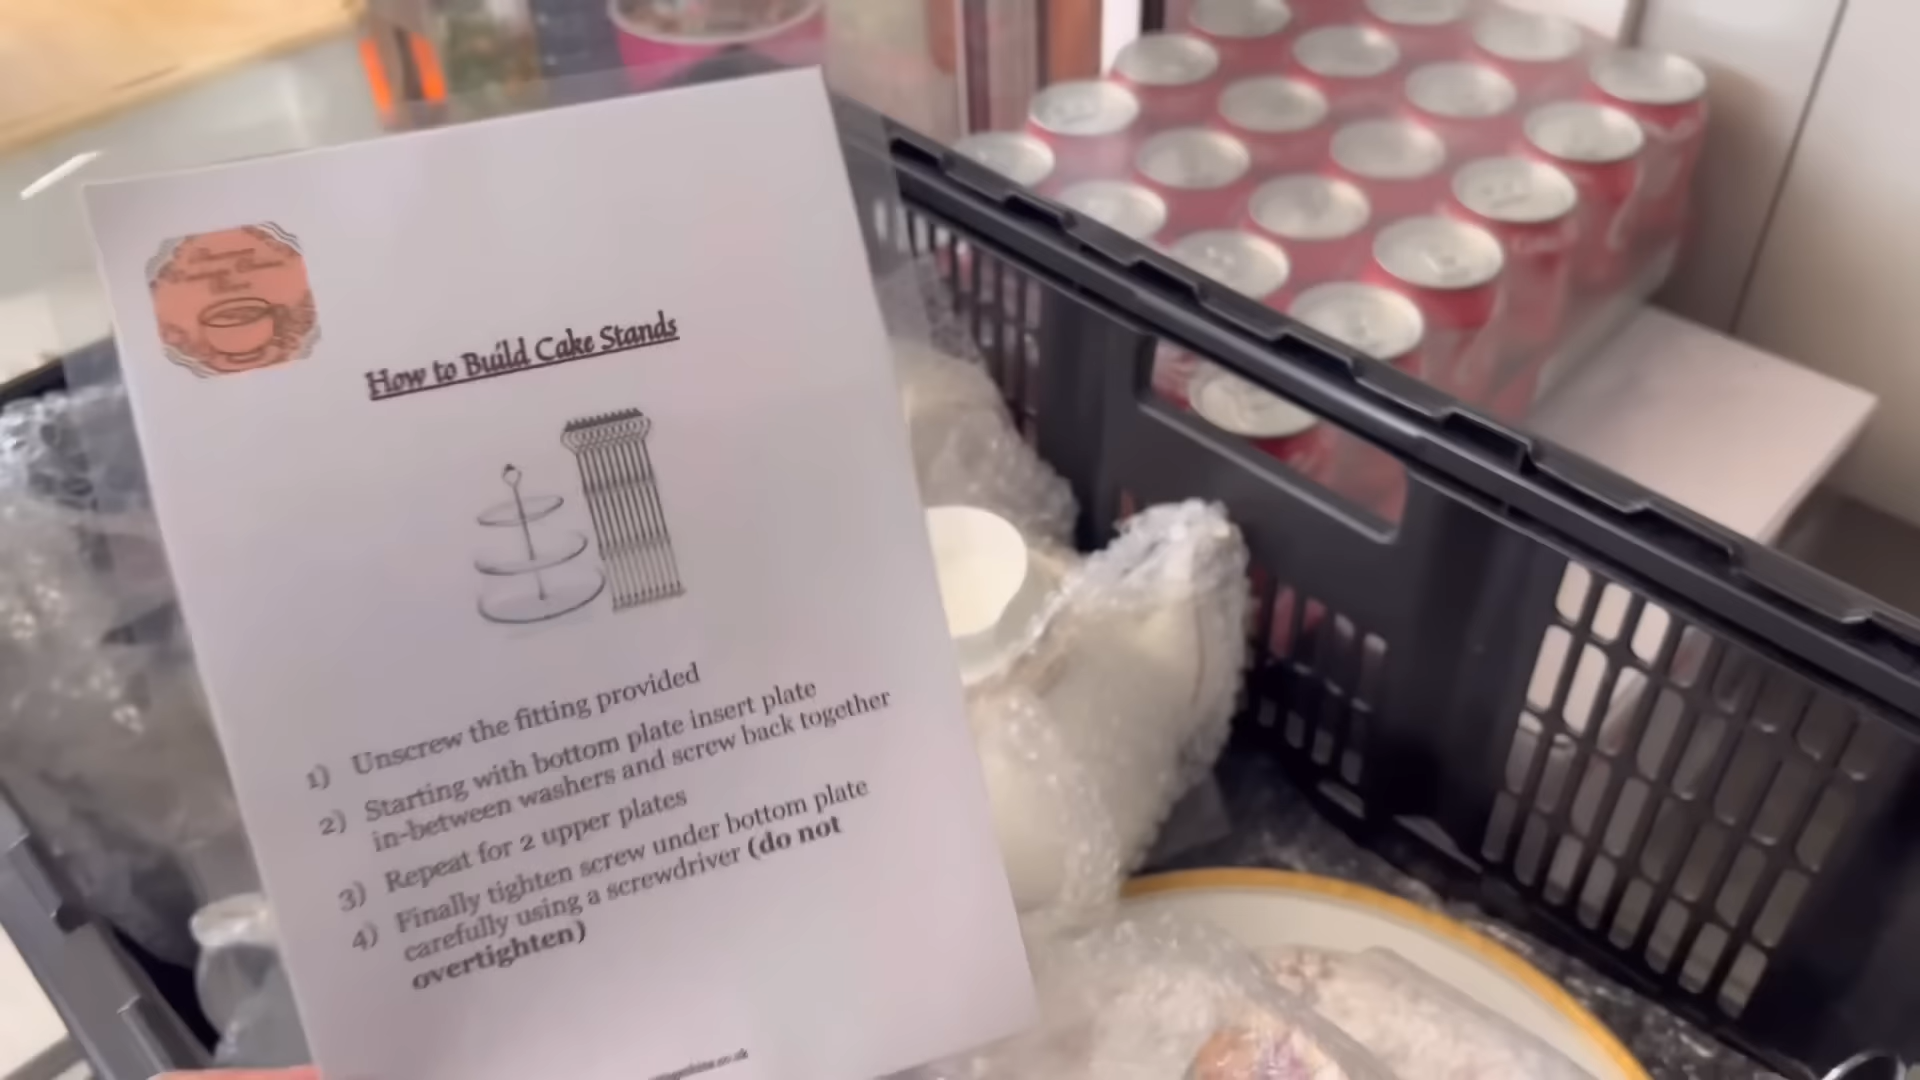 How to Build Cake Stands
1) Unscrew the fitting provided
2) Starting with bottom plate insert plate
in-between washers and screw back together
3) Repeat for 2 upper plates
4) Finally tighten screw under bottom plate
carefully using a screwdriver (do not
overtighten)